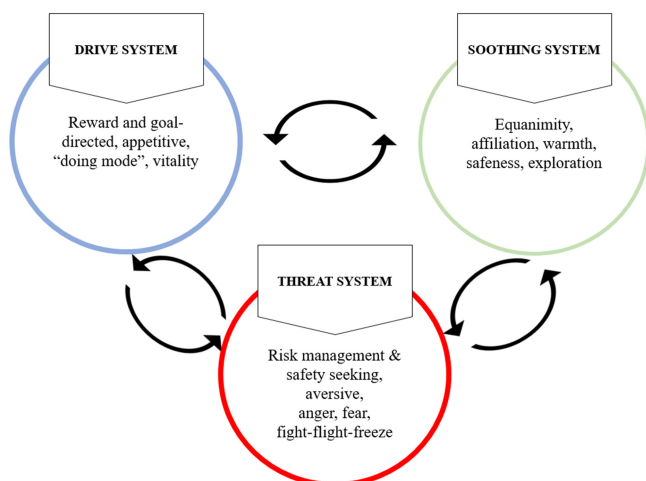 DRIVE SYSTEM
Reward and goal-
directed, appetitive,
“doing mode”, vitality
SOOTHING SYSTEM
Equanimity,
affiliation, warmth,
safeness, exploration
THREAT SYSTEM
Risk management &
safety seeking,
aversive,
anger, fear,
fight-flight-freeze